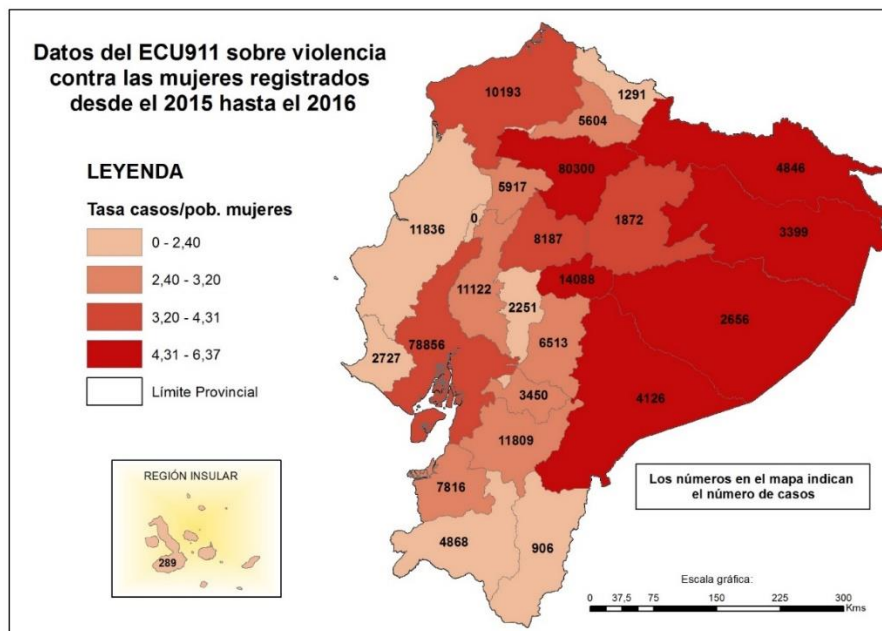 Datos del ECU911 sobre violencia
contra las mujeres registrados
desde el 2015 hasta el 2016
LEYENDA
Tasa casos/pob. mujeres
0 - 2,40
2,40 - 3,20
3,20 - 4,31
4,31 - 6,37
Límite Provincial
REGIÓN INSULAR
289
10193
1291
5604
80300
4846
5917
0
1872
11836
8187
3399
14088
11122
2251
2656
78856
6513
2727
3450
4126
11809
7816
4868
906
Los números en el mapa indican
el número de casos
Escala gráfica:
0 37,5 75 150 225 300
Kms